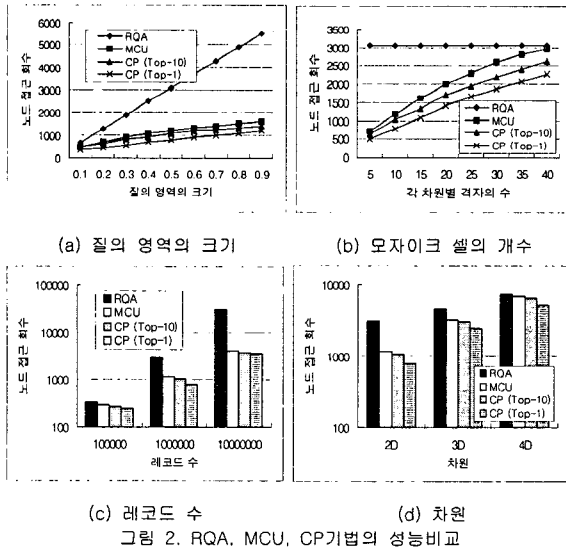 6000
5000
4000
3000
2000
1000
0
노드 접근 회수
RQA
MCU
CP (Top-10)
CP (Top-1)
0.1 0.2 0.3 0.4 0.5 0.6 0.7 0.8 0.9
질의 영역의 크기
(a) 질의 영역의 크기
3500
3000
2500
2000
1500
1000
500
0
노드 접근 회수
RQA
MCU
CP (Top-10)
CP (Top-1)
5 10 15 20 25 30 35 40
각 차원별 격자의 수
(b) 모자이크 셀의 개수
100000
10000
1000
100
노드 접근 회수
RQA
MCU
CP (Top-10)
CP (Top-1)
100000 1000000 10000000
레코드 수
(c) 레코드 수
10000
1000
100
노드 접근 회수
RQA
MCU
CP (Top-10)
CP (Top-1)
2D 3D 4D
차원
(d) 차원
그림 2. RQA, MCU, CP기법의 성능비교